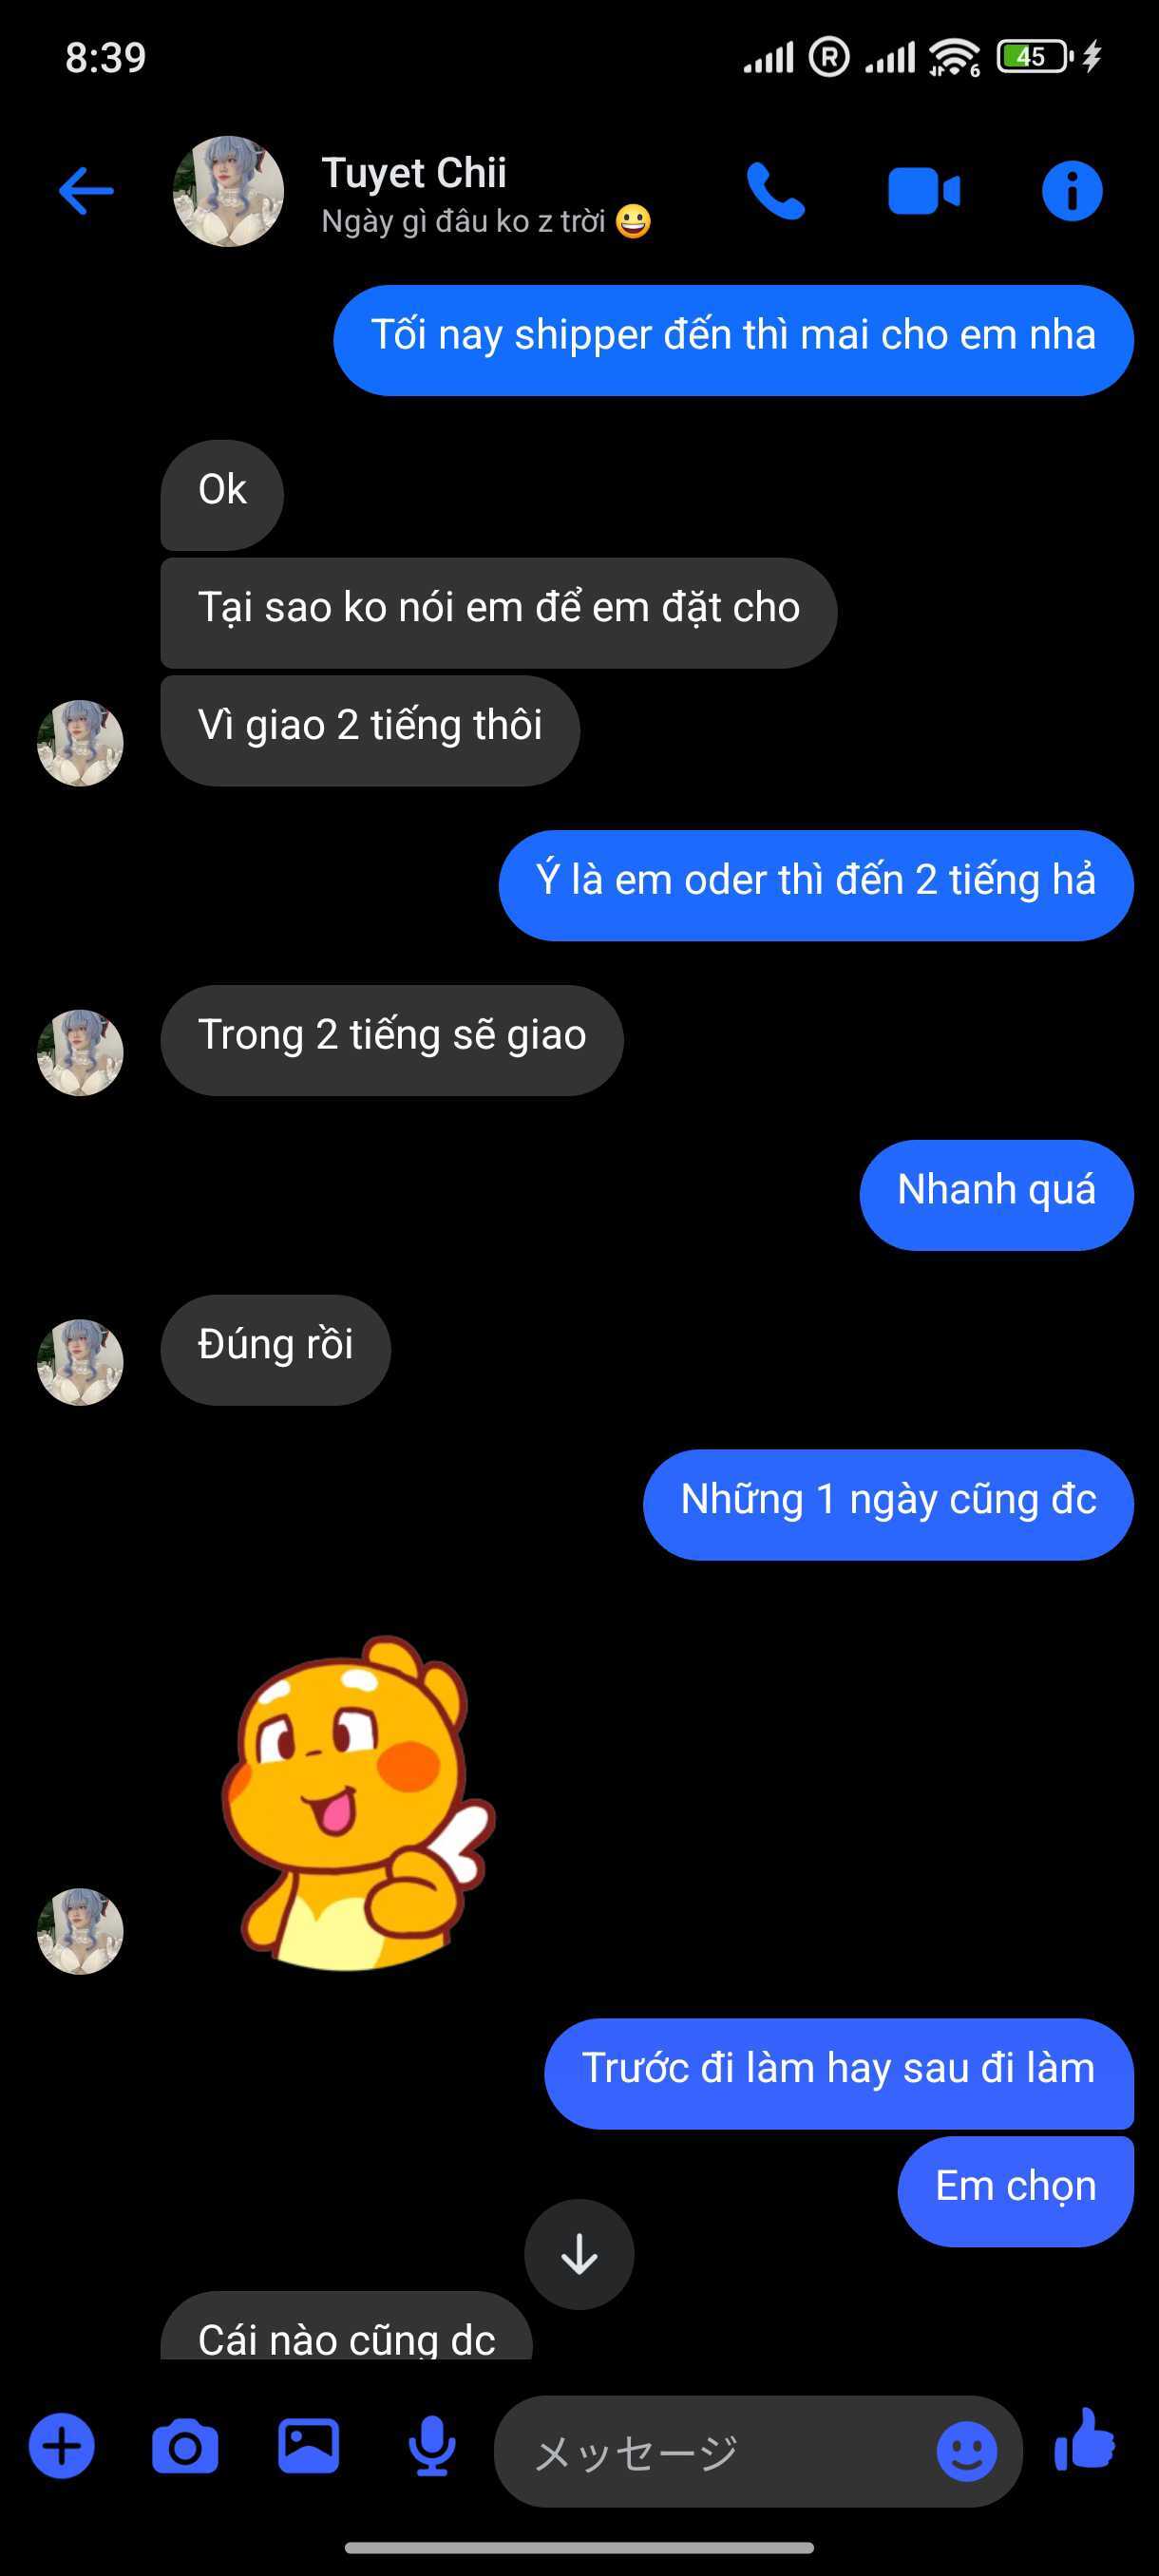 8:39
R
6
45
Tuyet Chii
Ngày gì đâu ko z trời 😀
Tối nay shipper đến thì mai cho em nha
Ok
Tại sao ko nói em để em đặt cho
Vì giao 2 tiếng thôi
Ý là em oder thì đến 2 tiếng hả
Trong 2 tiếng sẽ giao
Nhanh quá
Đúng rồi
Những 1 ngày cũng đc
Trước đi làm hay sau đi làm
Em chọn
Cái nào cũng dc
メッセージ